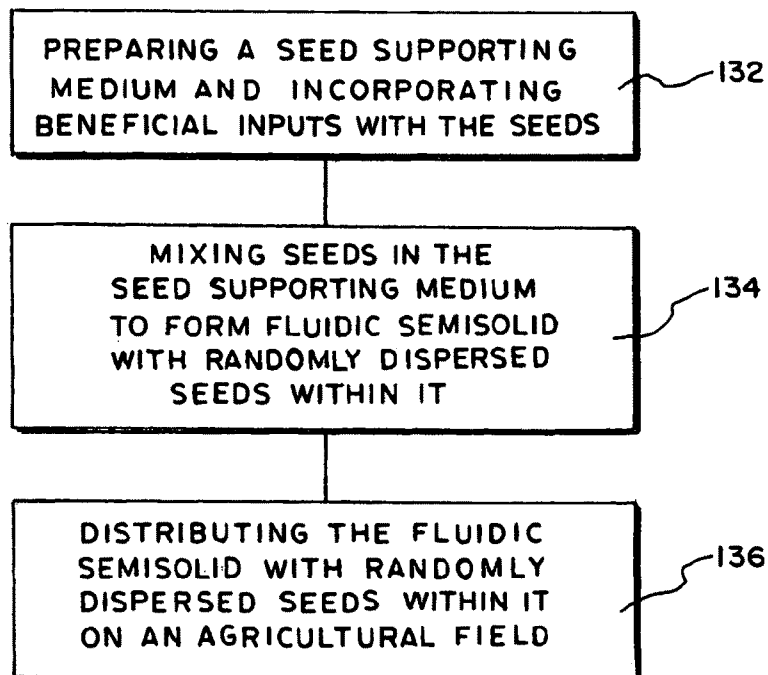 PREPARING A SEED SUPPORTING
MEDIUM AND INCORPORATING
BENEFICIAL INPUTS WITH THE SEEDS
132
MIXING SEEDS IN THE
SEED SUPPORTING MEDIUM
TO FORM FLUIDIC SEMISOLID
WITH RANDOMLY DISPERSED
SEEDS WITHIN IT
134
DISTRIBUTING THE FLUIDIC
SEMISOLID WITH RANDOMLY
DISPERSED SEEDS WITHIN IT
ON AN AGRICULTURAL FIELD
136